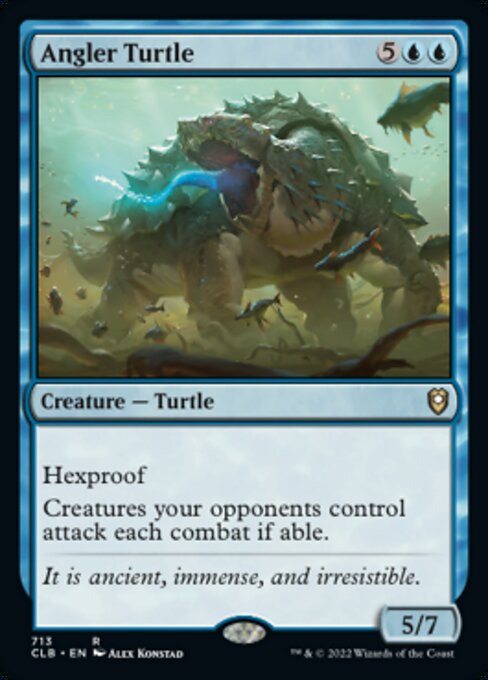 Angler Turtle 5
Creature — Turtle
Hexproof
Creatures your opponents control
attack each combat if able.
It is ancient, immense, and irresistible.
5/7
713 R
CLB • EN Alex Konstad ™ & © 2022 Wizards of the Coast